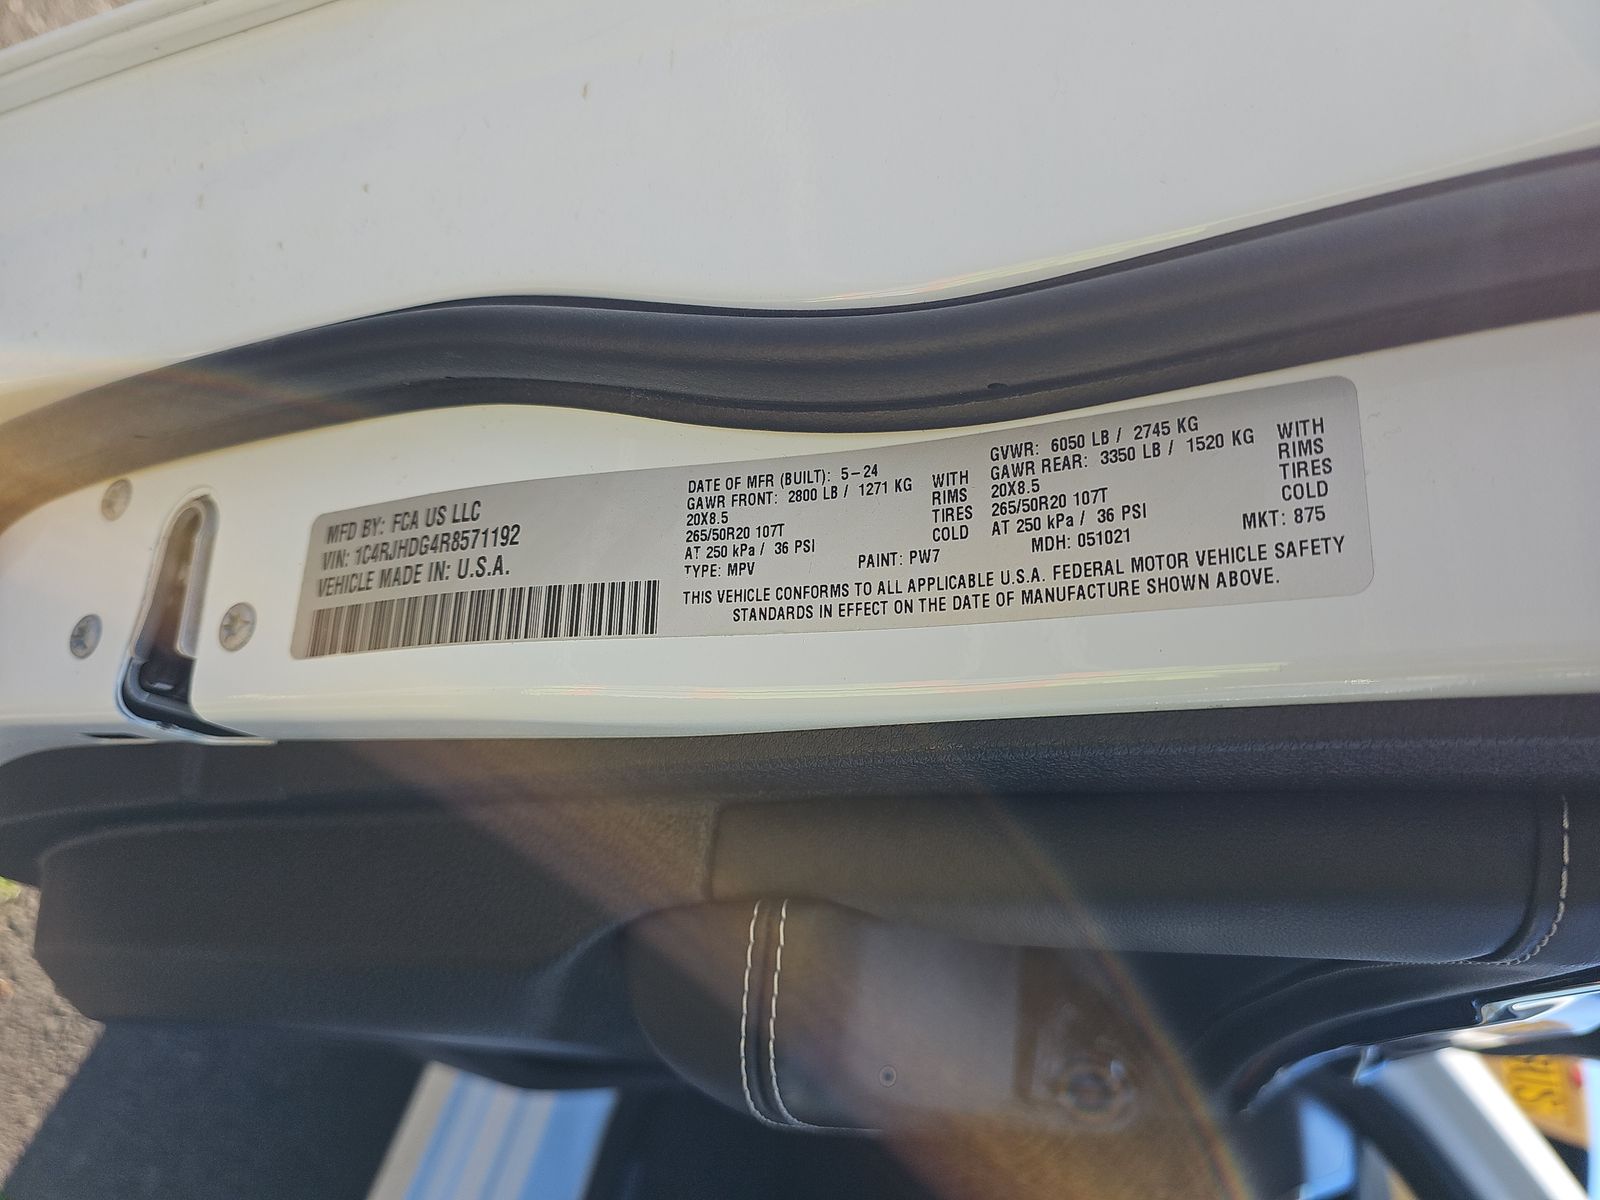 MFD BY: FCA US LLC
VIN: 1C4RJHDG4R8571192
VEHICLE MADE IN: U.S.A.
DATE OF MFR (BUILT): 5-24
GAWR FRONT: 2800 LB / 1271 KG WITH
20X8.5 RIMS
265/50R20 107T TIRES
AT 250 kPa / 36 PSI COLD
TYPE: MPV PAINT: PW7
GVWR: 6050 LB / 2745 KG
GAWR REAR: 3350 LB / 1520 KG WITH
20X8.5 RIMS
265/50R20 107T TIRES
AT 250 kPa / 36 PSI COLD
MDH: 051021 MKT: 875
THIS VEHICLE CONFORMS TO ALL APPLICABLE U.S.A. FEDERAL MOTOR VEHICLE SAFETY
STANDARDS IN EFFECT ON THE DATE OF MANUFACTURE SHOWN ABOVE.